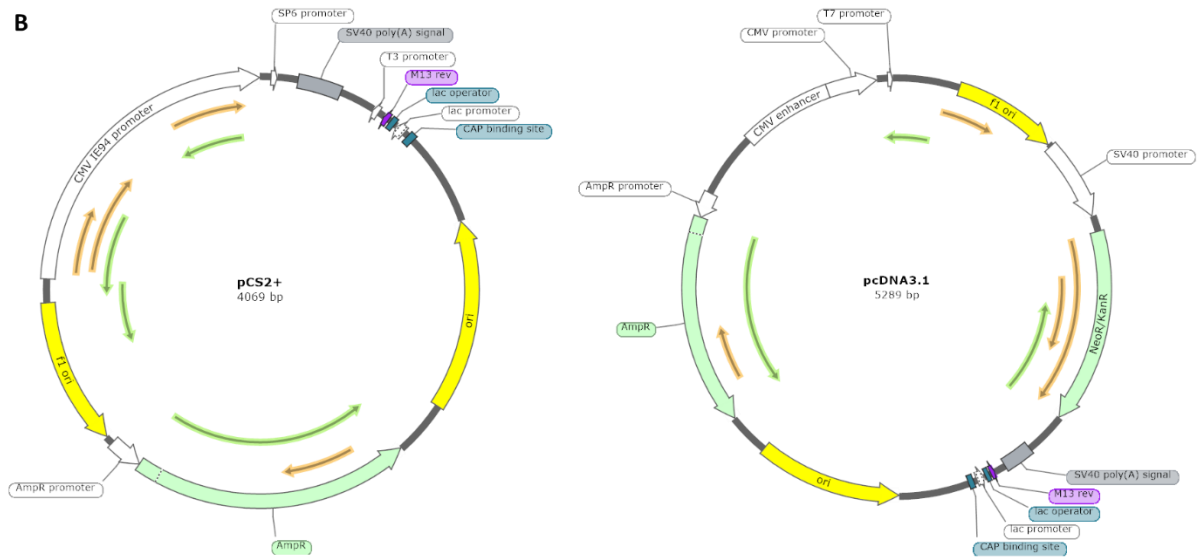 B
SP6 promoter
SV40 poly(A) signal
T3 promoter
M13 rev
lac operator
lac promoter
CAP binding site
CMV IE94 promoter
pCS2+
4069 bp
ori
f1 ori
AmpR promoter
AmpR
T7 promoter
CMV promoter
CMV enhancer
f1 ori
SV40 promoter
AmpR promoter
pcDNA3.1
5289 bp
AmpR
NeoR/KanR
ori
SV40 poly(A) signal
M13 rev
lac operator
lac promoter
CAP binding site